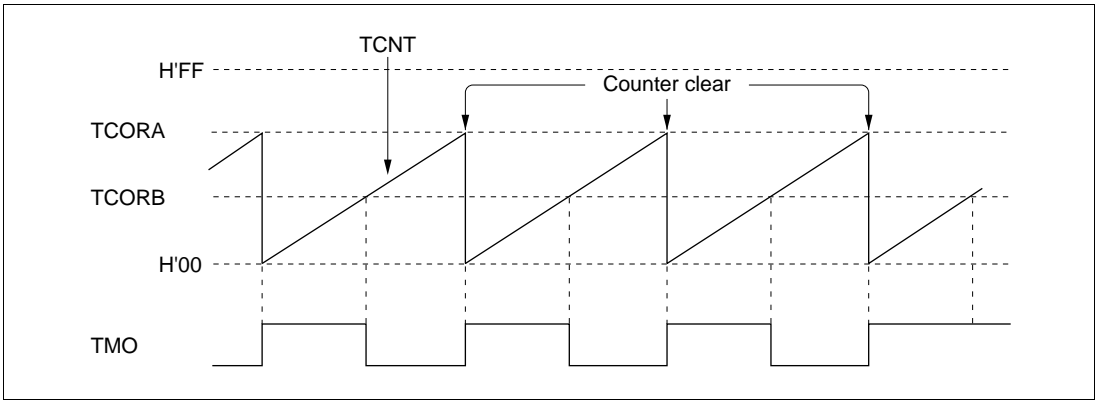 TCNT
H'FF
Counter clear
TCORA
TCORB
H'00
TMO